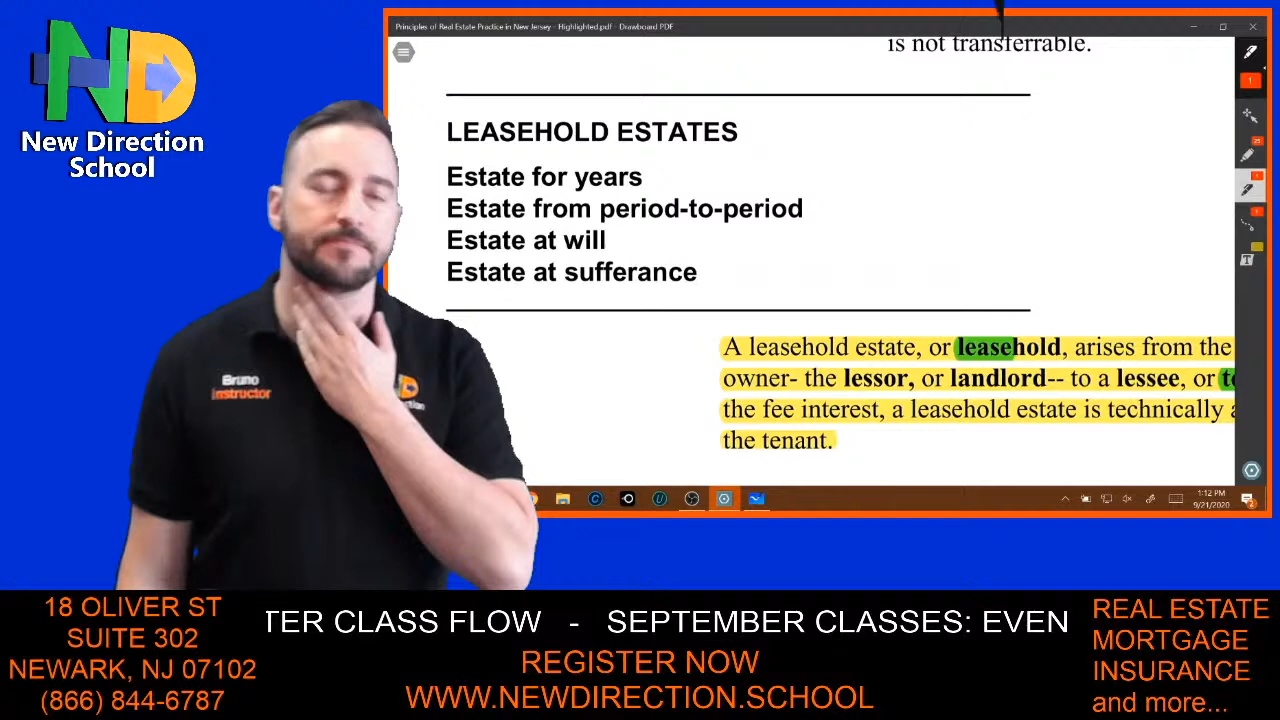 ND
New Direction
School
Bruno
Instructor
Principles of Real Estate Practice in New Jersey - Highlighted.pdf - Drawboard PDF
is not transferrable.
LEASEHOLD ESTATES
Estate for years
Estate from period-to-period
Estate at will
Estate at sufferance
A leasehold estate, or leasehold, arises from the
owner- the lessor, or landlord-- to a lessee, or
the fee interest, a leasehold estate is technically
the tenant.
1:12 PM
9/21/2020
18 OLIVER ST
SUITE 302
NEWARK, NJ 07102
(866) 844-6787
TER CLASS FLOW - SEPTEMBER CLASSES: EVEN
REGISTER NOW
WWW.NEWDIRECTION.SCHOOL
REAL ESTATE
MORTGAGE
INSURANCE
and more...